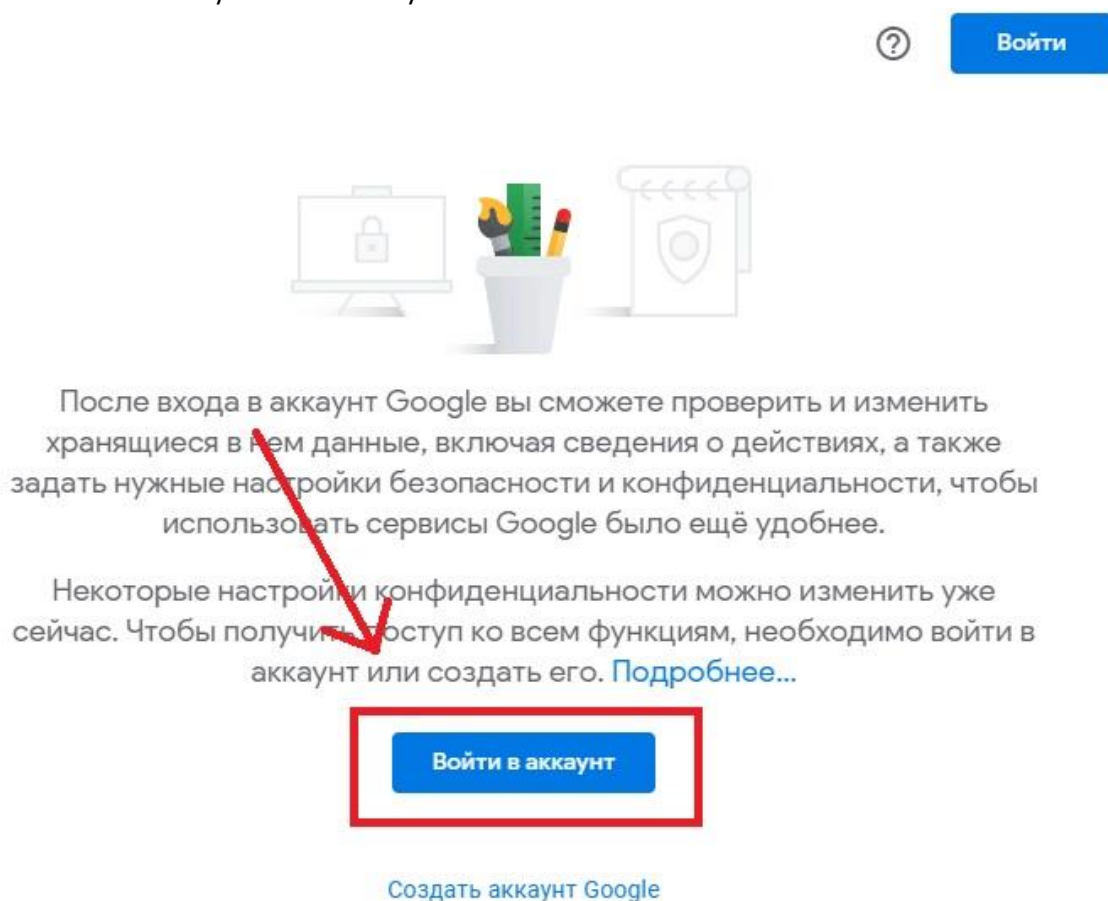 Войти
После входа в аккаунт Google вы сможете проверить и изменить
хранящиеся в нем данные, включая сведения о действиях, а также
задать нужные настройки безопасности и конфиденциальности, чтобы
использовать сервисы Google было ещё удобнее.
Некоторые настройки конфиденциальности можно изменить уже
сейчас. Чтобы получить доступ ко всем функциям, необходимо войти в
аккаунт или создать его. Подробнее...
Войти в аккаунт
Создать аккаунт Google